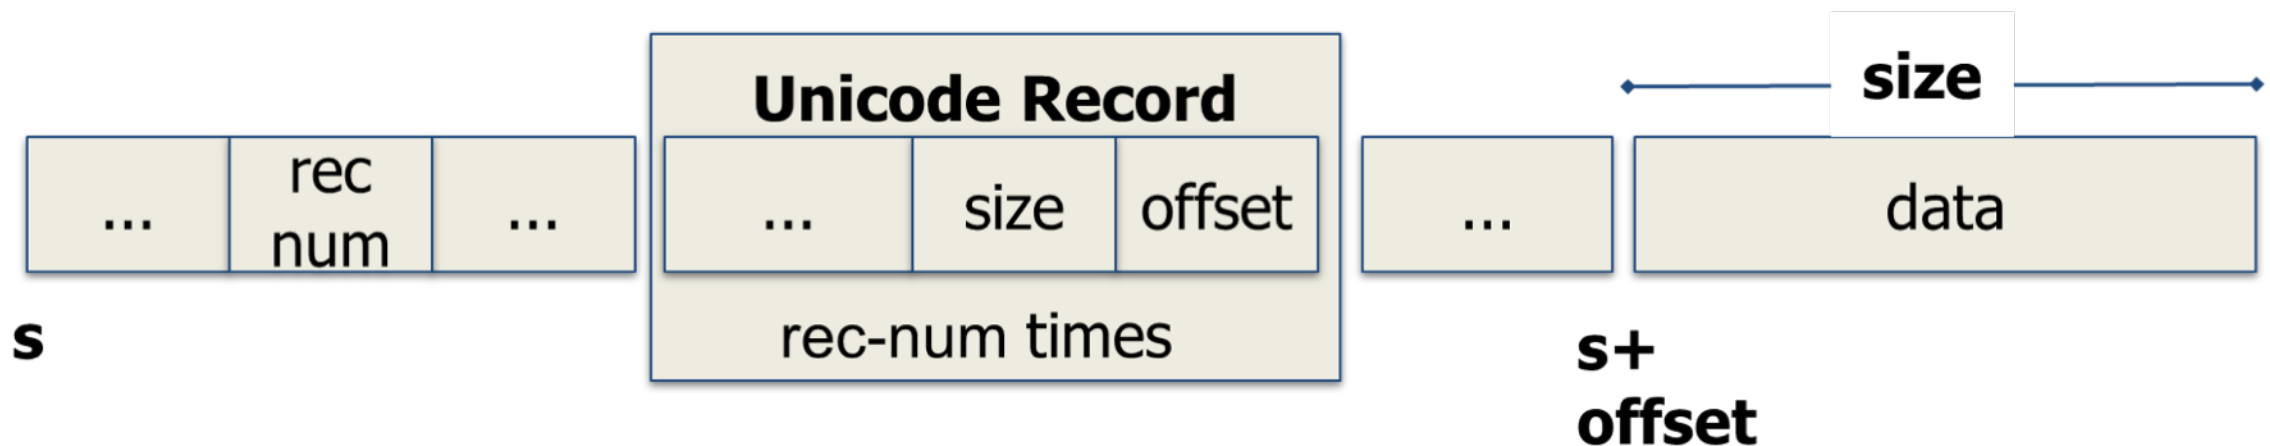 size
Unicode Record
...
rec
num
...
...
size
offset
...
data
rec-num times
s
s+
offset